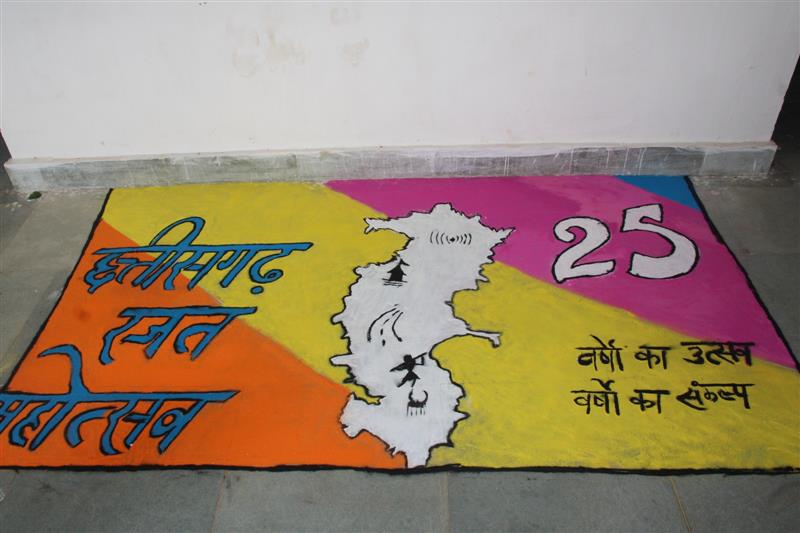 छत्तीसगढ़
रजत
महोत्सव
25
वर्षो का उत्सव
वर्षो का संकल्प